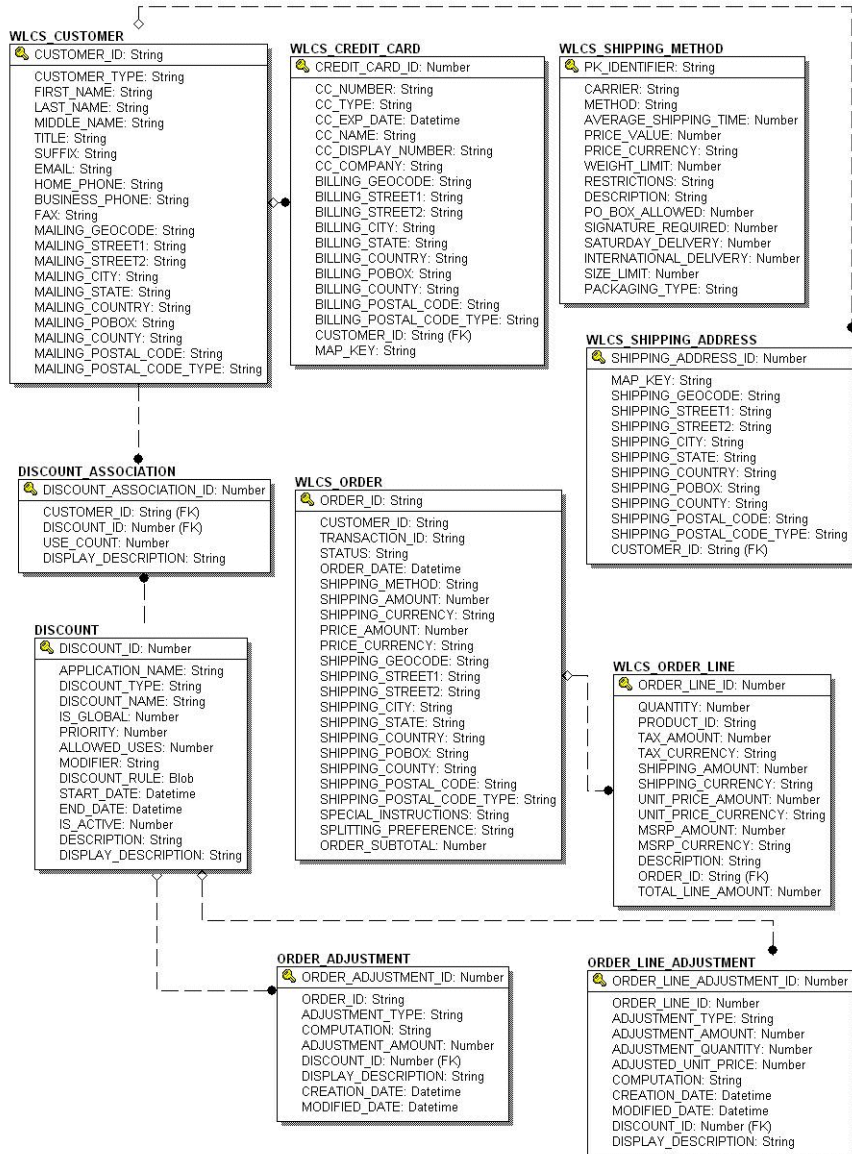 WLCS_CUSTOMER
CUSTOMER_ID: String
CUSTOMER_TYPE: String
FIRST_NAME: String
LAST_NAME: String
MIDDLE_NAME: String
TITLE: String
SUFFIX: String
EMAIL: String
HOME_PHONE: String
BUSINESS_PHONE: String
FAX: String
MAILING_GEOCODE: String
MAILING_STREET1: String
MAILING_STREET2: String
MAILING_CITY: String
MAILING_STATE: String
MAILING_COUNTRY: String
MAILING_POBOX: String
MAILING_COUNTY: String
MAILING_POSTAL_CODE: String
MAILING_POSTAL_CODE_TYPE: String
WLCS_CREDIT_CARD
CREDIT_CARD_ID: Number
CC_NUMBER: String
CC_TYPE: String
CC_EXP_DATE: Datetime
CC_NAME: String
CC_DISPLAY_NUMBER: String
CC_COMPANY: String
BILLING_GEOCODE: String
BILLING_STREET1: String
BILLING_STREET2: String
BILLING_CITY: String
BILLING_STATE: String
BILLING_COUNTRY: String
BILLING_POBOX: String
BILLING_COUNTY: String
BILLING_POSTAL_CODE: String
BILLING_POSTAL_CODE_TYPE: String
CUSTOMER_ID: String (FK)
MAP_KEY: String
WLCS_SHIPPING_METHOD
PK_IDENTIFIER: String
CARRIER: String
METHOD: String
AVERAGE_SHIPPING_TIME: Number
PRICE_VALUE: Number
PRICE_CURRENCY: String
WEIGHT_LIMIT: Number
RESTRICTIONS: String
DESCRIPTION: String
PO_BOX_ALLOWED: Number
SIGNATURE_REQUIRED: Number
SATURDAY_DELIVERY: Number
INTERNATIONAL_DELIVERY: Number
SIZE_LIMIT: Number
PACKAGING_TYPE: String
WLCS_SHIPPING_ADDRESS
SHIPPING_ADDRESS_ID: Number
MAP_KEY: String
SHIPPING_GEOCODE: String
SHIPPING_STREET1: String
SHIPPING_STREET2: String
SHIPPING_CITY: String
SHIPPING_STATE: String
SHIPPING_COUNTRY: String
SHIPPING_POBOX: String
SHIPPING_COUNTY: String
SHIPPING_POSTAL_CODE: String
SHIPPING_POSTAL_CODE_TYPE: String
CUSTOMER_ID: String (FK)
DISCOUNT_ASSOCIATION
DISCOUNT_ASSOCIATION_ID: Number
CUSTOMER_ID: String (FK)
DISCOUNT_ID: Number (FK)
USE_COUNT: Number
DISPLAY_DESCRIPTION: String
WLCS_ORDER
ORDER_ID: String
CUSTOMER_ID: String
TRANSACTION_ID: String
STATUS: String
ORDER_DATE: Datetime
SHIPPING_METHOD: String
SHIPPING_AMOUNT: Number
SHIPPING_CURRENCY: String
PRICE_AMOUNT: Number
PRICE_CURRENCY: String
SHIPPING_GEOCODE: String
SHIPPING_STREET1: String
SHIPPING_STREET2: String
SHIPPING_CITY: String
SHIPPING_STATE: String
SHIPPING_COUNTRY: String
SHIPPING_POBOX: String
SHIPPING_COUNTY: String
SHIPPING_POSTAL_CODE: String
SHIPPING_POSTAL_CODE_TYPE: String
SPECIAL_INSTRUCTIONS: String
SPLITTING_PREFERENCE: String
ORDER_SUBTOTAL: Number
DISCOUNT
DISCOUNT_ID: Number
APPLICATION_NAME: String
DISCOUNT_TYPE: String
DISCOUNT_NAME: String
IS_GLOBAL: Number
PRIORITY: Number
ALLOWED_USES: Number
MODIFIER: String
DISCOUNT_RULE: Blob
START_DATE: Datetime
END_DATE: Datetime
IS_ACTIVE: Number
DESCRIPTION: String
DISPLAY_DESCRIPTION: String
WLCS_ORDER_LINE
ORDER_LINE_ID: Number
QUANTITY: Number
PRODUCT_ID: String
TAX_AMOUNT: Number
TAX_CURRENCY: String
SHIPPING_AMOUNT: Number
SHIPPING_CURRENCY: String
UNIT_PRICE_AMOUNT: Number
UNIT_PRICE_CURRENCY: String
MSRP_AMOUNT: Number
MSRP_CURRENCY: String
DESCRIPTION: String
ORDER_ID: String (FK)
TOTAL_LINE_AMOUNT: Number
ORDER_ADJUSTMENT
ORDER_ADJUSTMENT_ID: Number
ORDER_ID: String
ADJUSTMENT_TYPE: String
COMPUTATION: String
ADJUSTMENT_AMOUNT: Number
DISCOUNT_ID: Number (FK)
DISPLAY_DESCRIPTION: String
CREATION_DATE: Datetime
MODIFIED_DATE: Datetime
ORDER_LINE_ADJUSTMENT
ORDER_LINE_ADJUSTMENT_ID: Number
ORDER_LINE_ID: Number
ADJUSTMENT_TYPE: String
ADJUSTMENT_AMOUNT: Number
ADJUSTMENT_QUANTITY: Number
ADJUSTED_UNIT_PRICE: Number
COMPUTATION: String
CREATION_DATE: Datetime
MODIFIED_DATE: Datetime
DISCOUNT_ID: Number (FK)
DISPLAY_DESCRIPTION: String